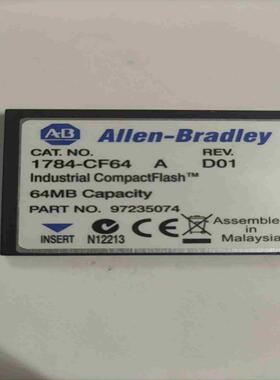 AB Allen-Bradley
CAT. NO. REV.
1784-CF64 A D01
Industrial CompactFlash™
64MB Capacity
PART NO. 97235074
INSERT N12213
Assembled in
Malaysia